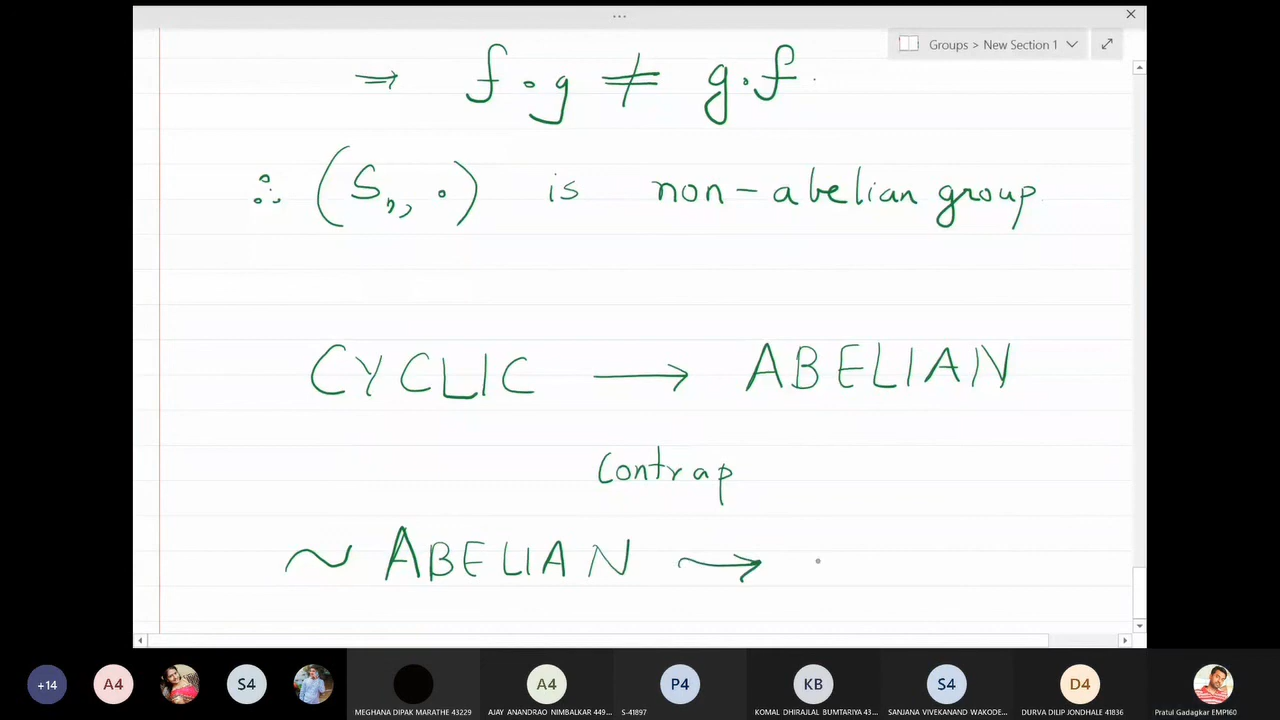 Groups > New Section 1
⇒ f∘g ≠ g∘f.
∴ (Sn, ∘) is non-abelian group
CYCLIC → ABELIAN
Contrap
~ ABELIAN →
+14 A4 S4 A4 P4 KB S4 D4
MEGHANA DIPAK MARATHE 43229 AJAY ANANDRAO NIMBALKAR 449... S-41897 KOMAL DHIRAJLAL BUMTARIYA 43... SANJANA VIVEKANAND WAKODE... DURVA DILIP JONDHALE 41836 Pratul Gadagkar EMP160